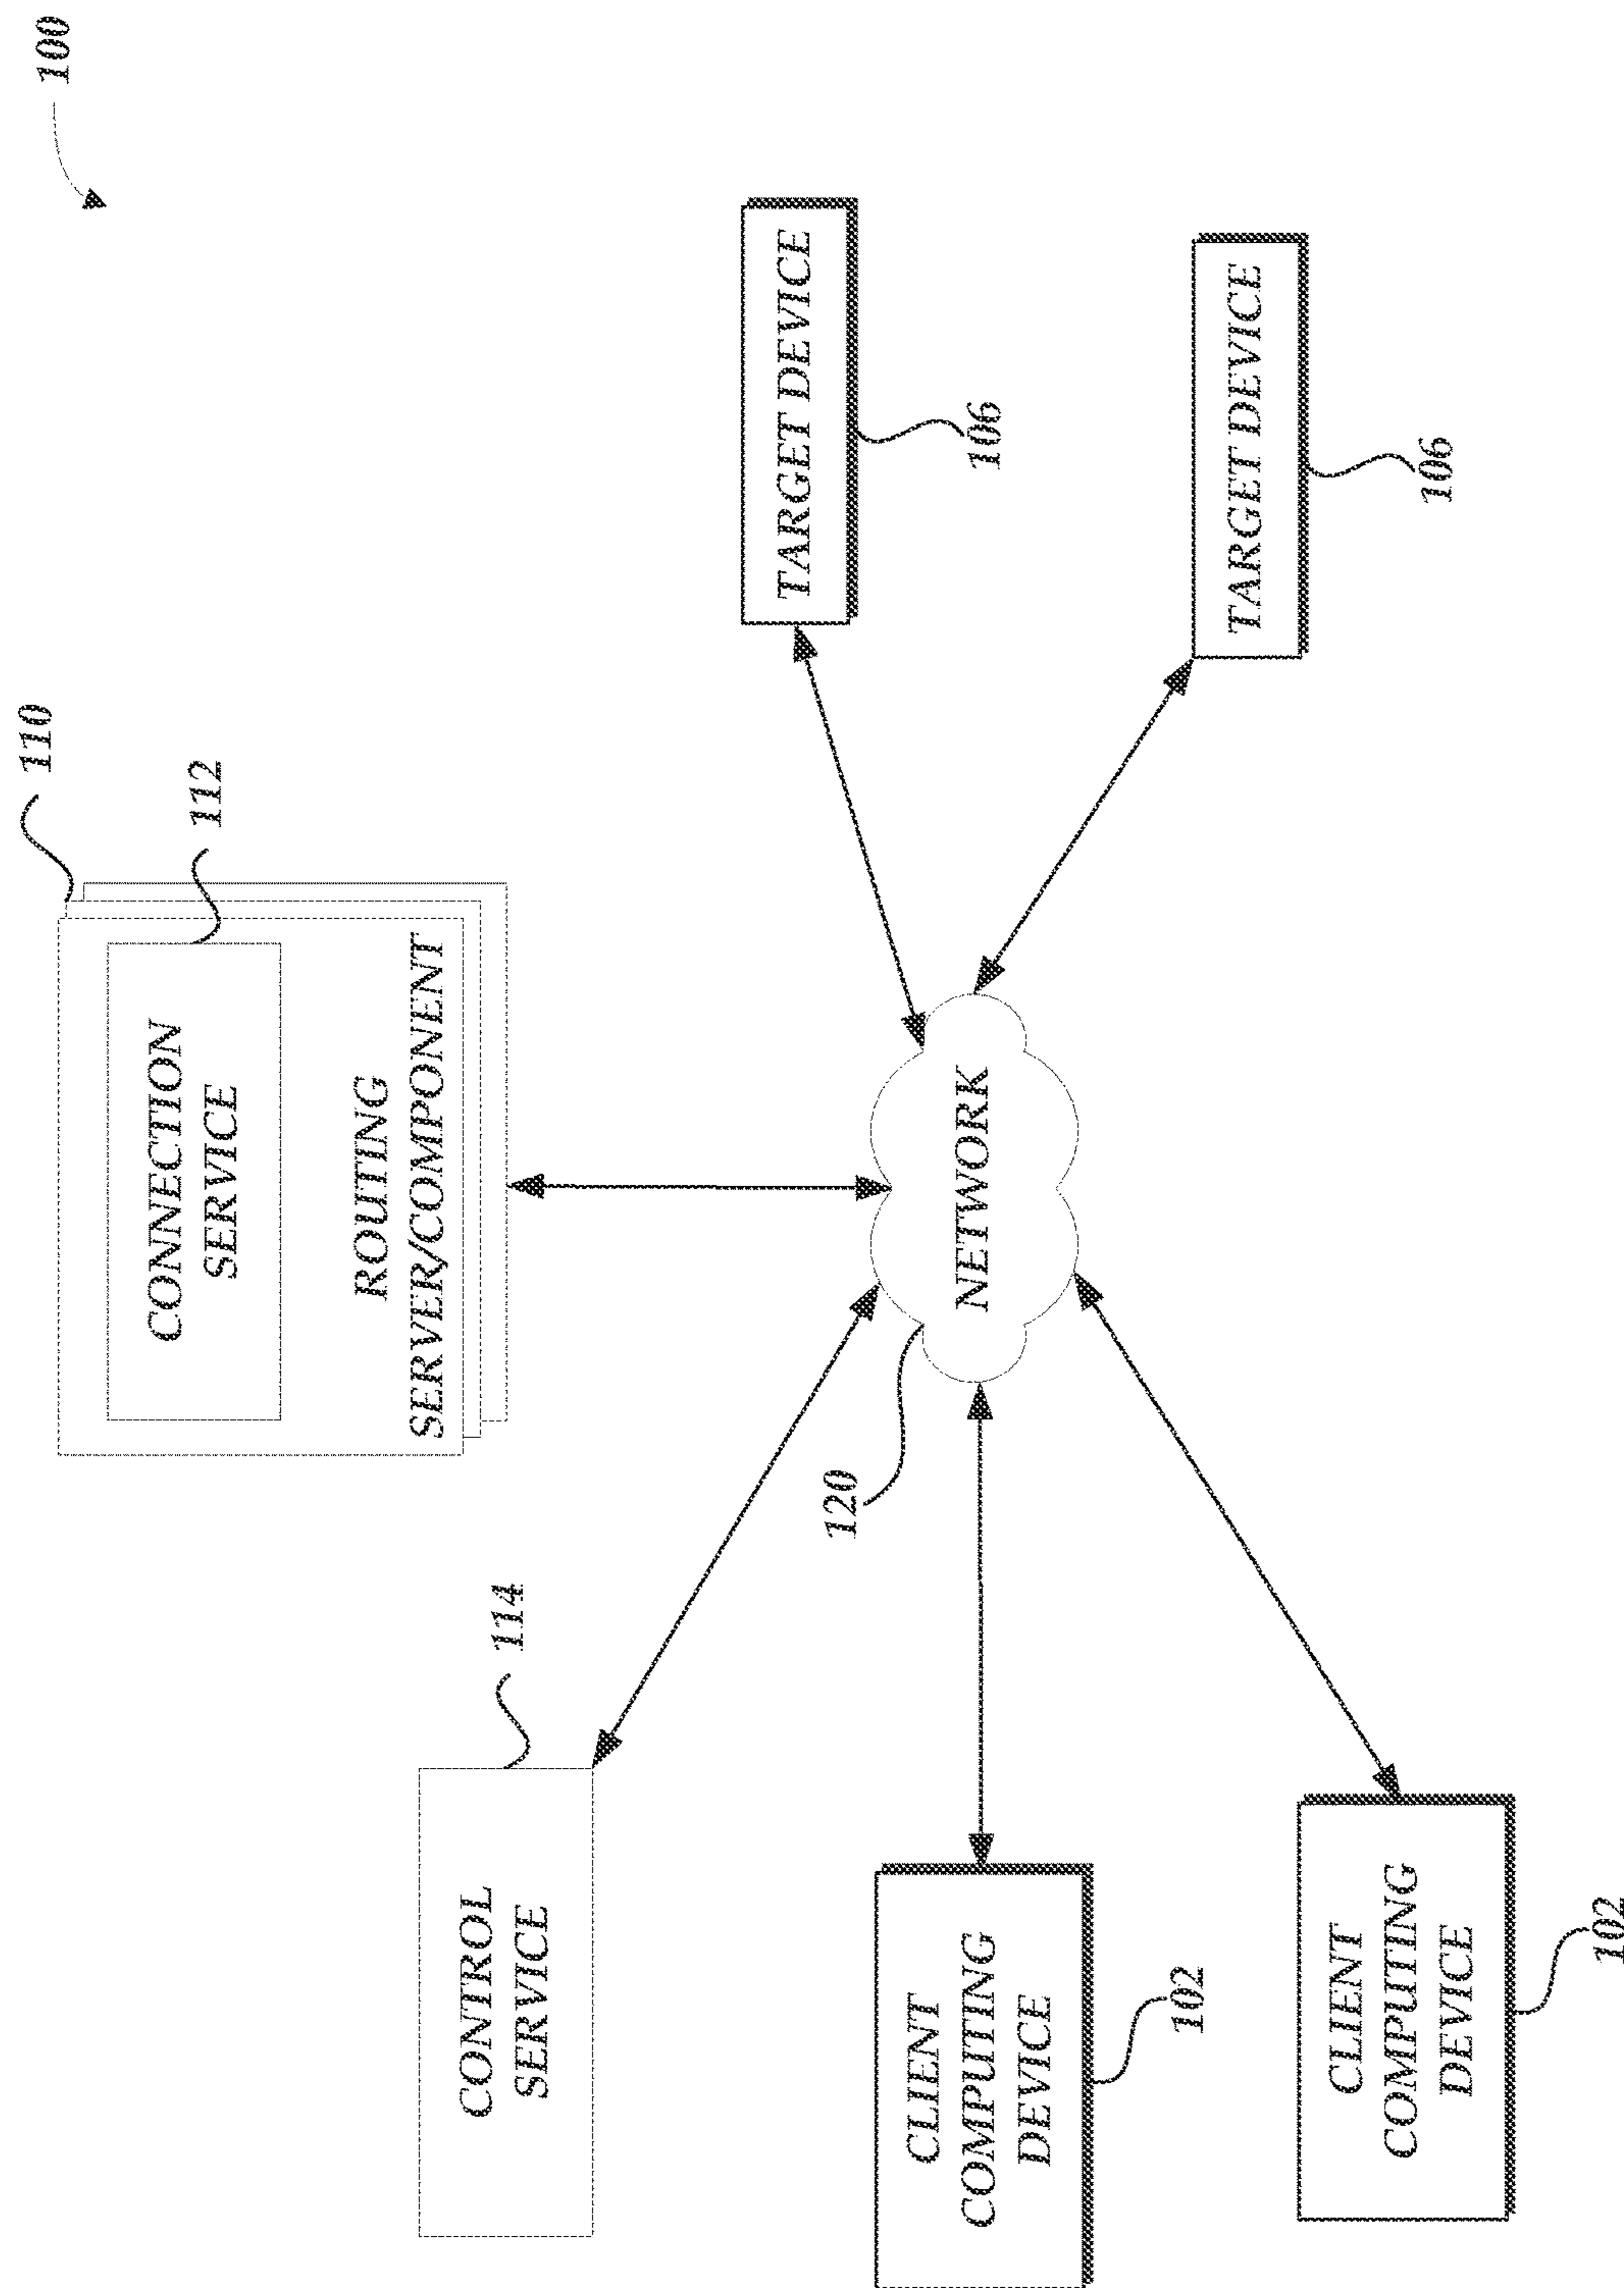 100
110
112
CONNECTION
SERVICE
ROUTING
SERVER/COMPONENT
114
CONTROL
SERVICE
120
NETWORK
TARGET DEVICE
106
TARGET DEVICE
106
CLIENT
COMPUTING
DEVICE
102
CLIENT
COMPUTING
DEVICE
102